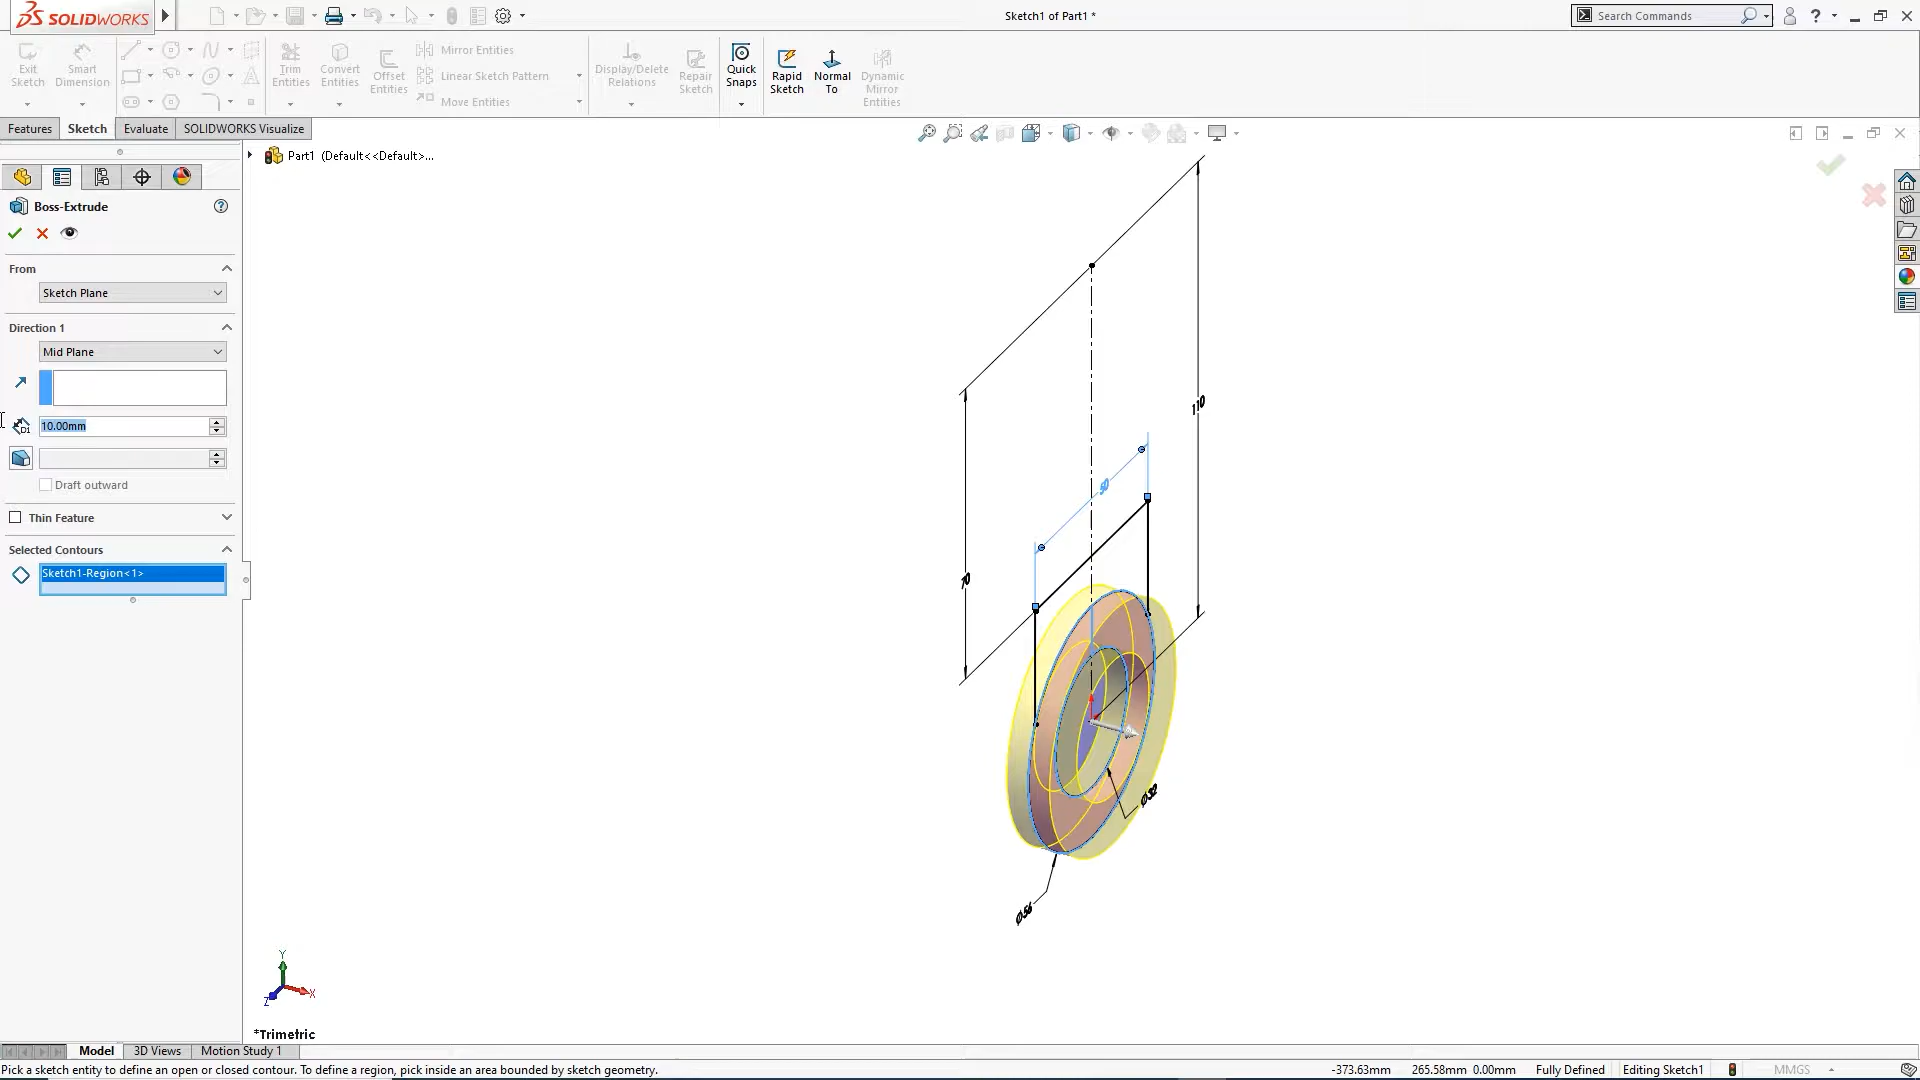 SOLIDWORKS
Sketch1 of Part1 *
Search Commands
Exit Sketch
Smart Dimension
Trim Entities
Convert Entities
Offset Entities
Mirror Entities
Linear Sketch Pattern
Move Entities
Display/Delete Relations
Repair Sketch
Quick Snaps
Rapid Sketch
Normal To
Dynamic Mirror Entities
Features
Sketch
Evaluate
SOLIDWORKS Visualize
Part1 (Default<<Default>...
Boss-Extrude
From
Sketch Plane
Direction 1
Mid Plane
D1
10.00mm
Draft outward
Thin Feature
Selected Contours
Sketch1-Region<1>
110
50
70
Ø32
Ø56
Y
X
Z
*Trimetric
Model
3D Views
Motion Study 1
Pick a sketch entity to define an open or closed contour. To define a region, pick inside an area bounded by sketch geometry.
-373.63mm
265.58mm
0.00mm
Fully Defined
Editing Sketch1
MMGS